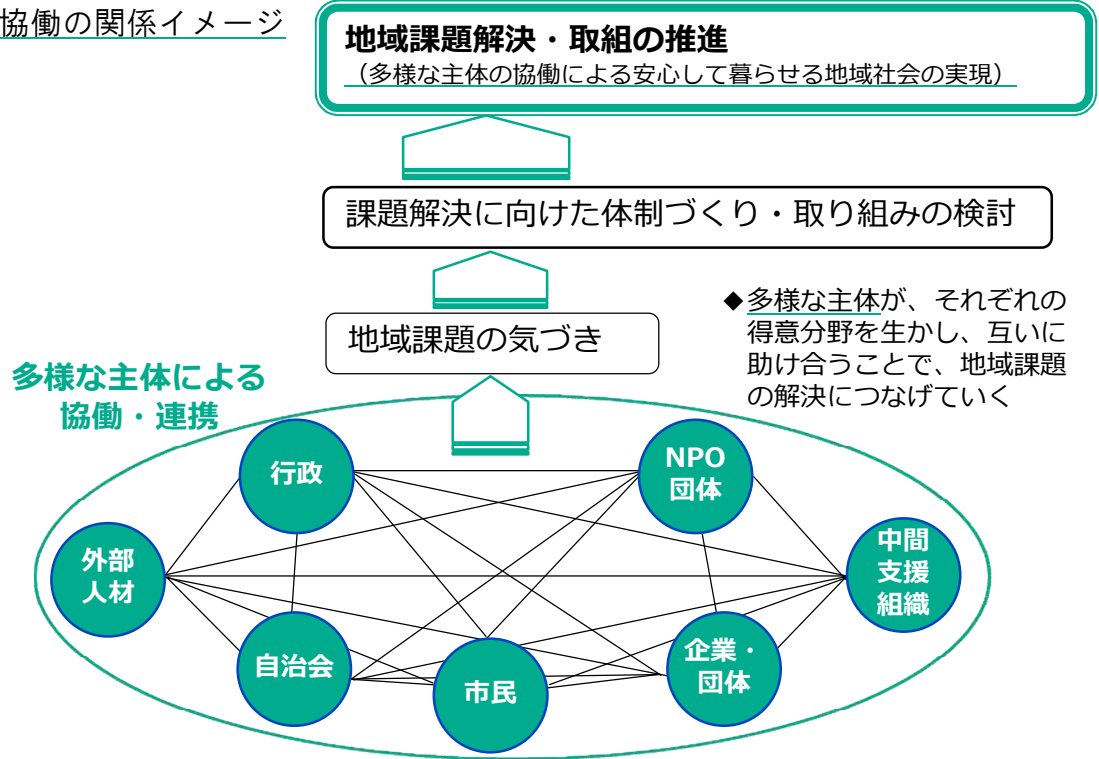 協働の関係イメージ
地域課題解決・取組の推進
（多様な主体の協働による安心して暮らせる地域社会の実現）
課題解決に向けた体制づくり・取り組みの検討
地域課題の気づき
◆多様な主体が、それぞれの
得意分野を生かし、互いに
助け合うことで、地域課題
の解決につなげていく
多様な主体による
協働・連携
行政
NPO
団体
外部
人材
中間
支援
組織
自治会
市民
企業・
団体